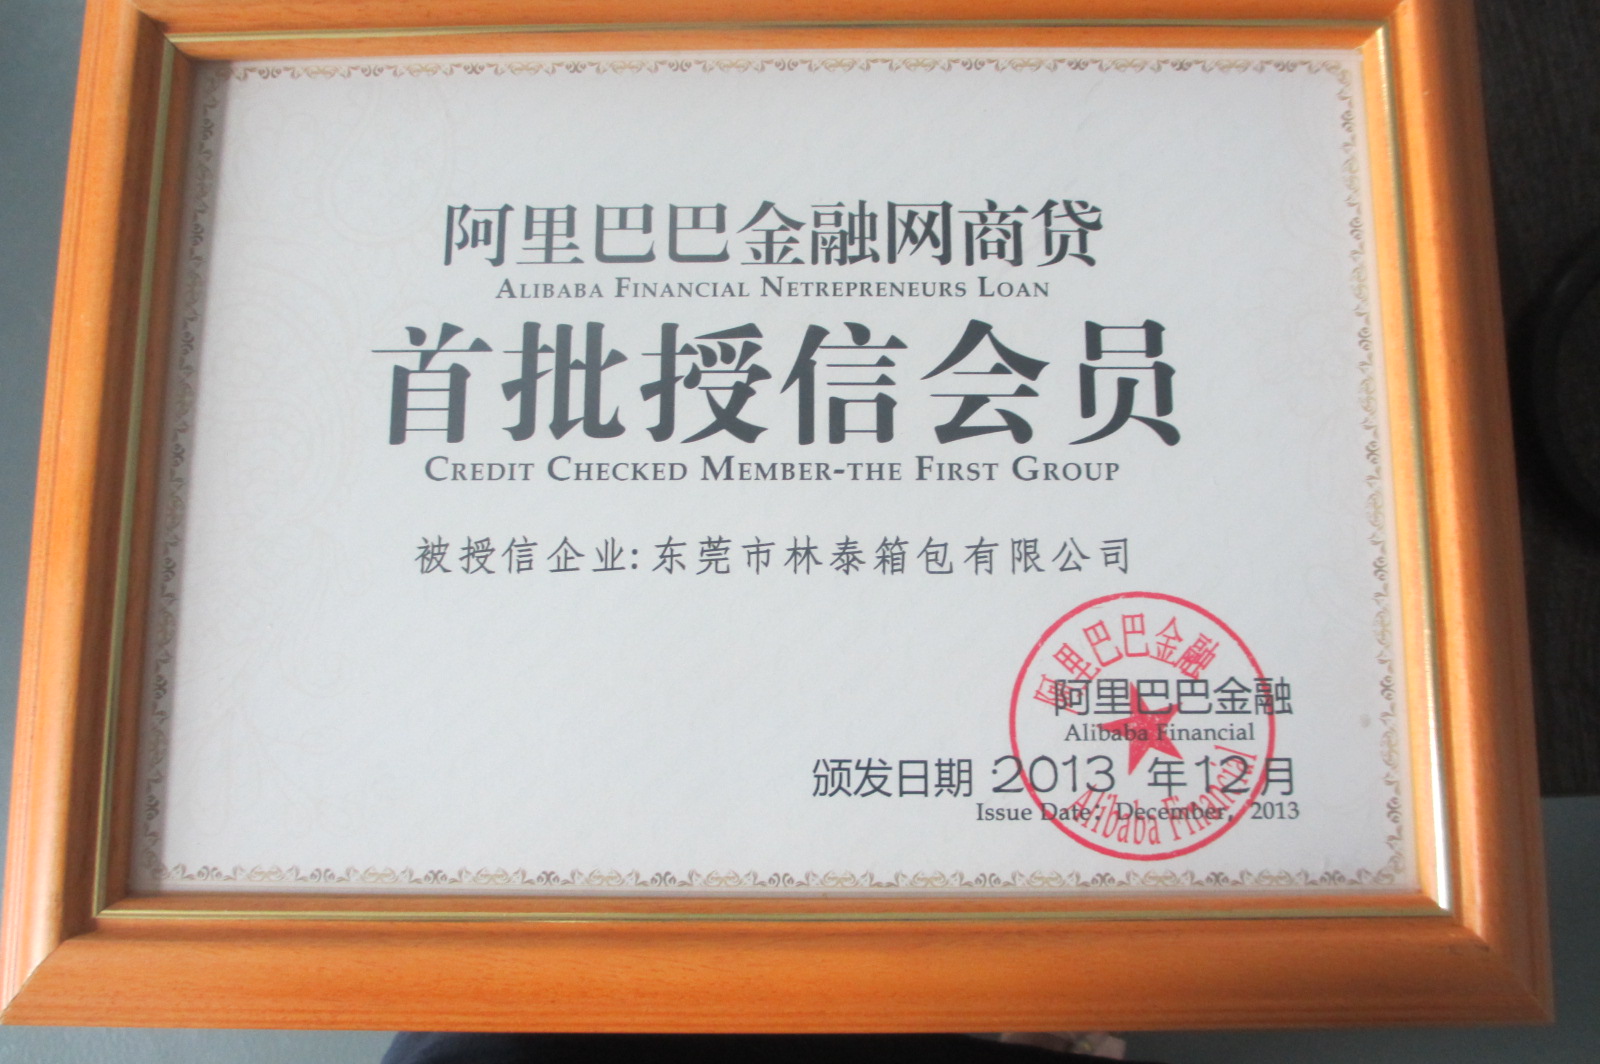 阿里巴巴金融网商贷
Alibaba Financial Netrepreneurs Loan
首批授信会员
Credit Checked Member-the First Group
被授信企业:东莞市林泰箱包有限公司
阿里巴巴金融
阿里巴巴金融
Alibaba Financial
颁发日期:2013 年12月
Issue Date: December, 2013
Alibaba Financial